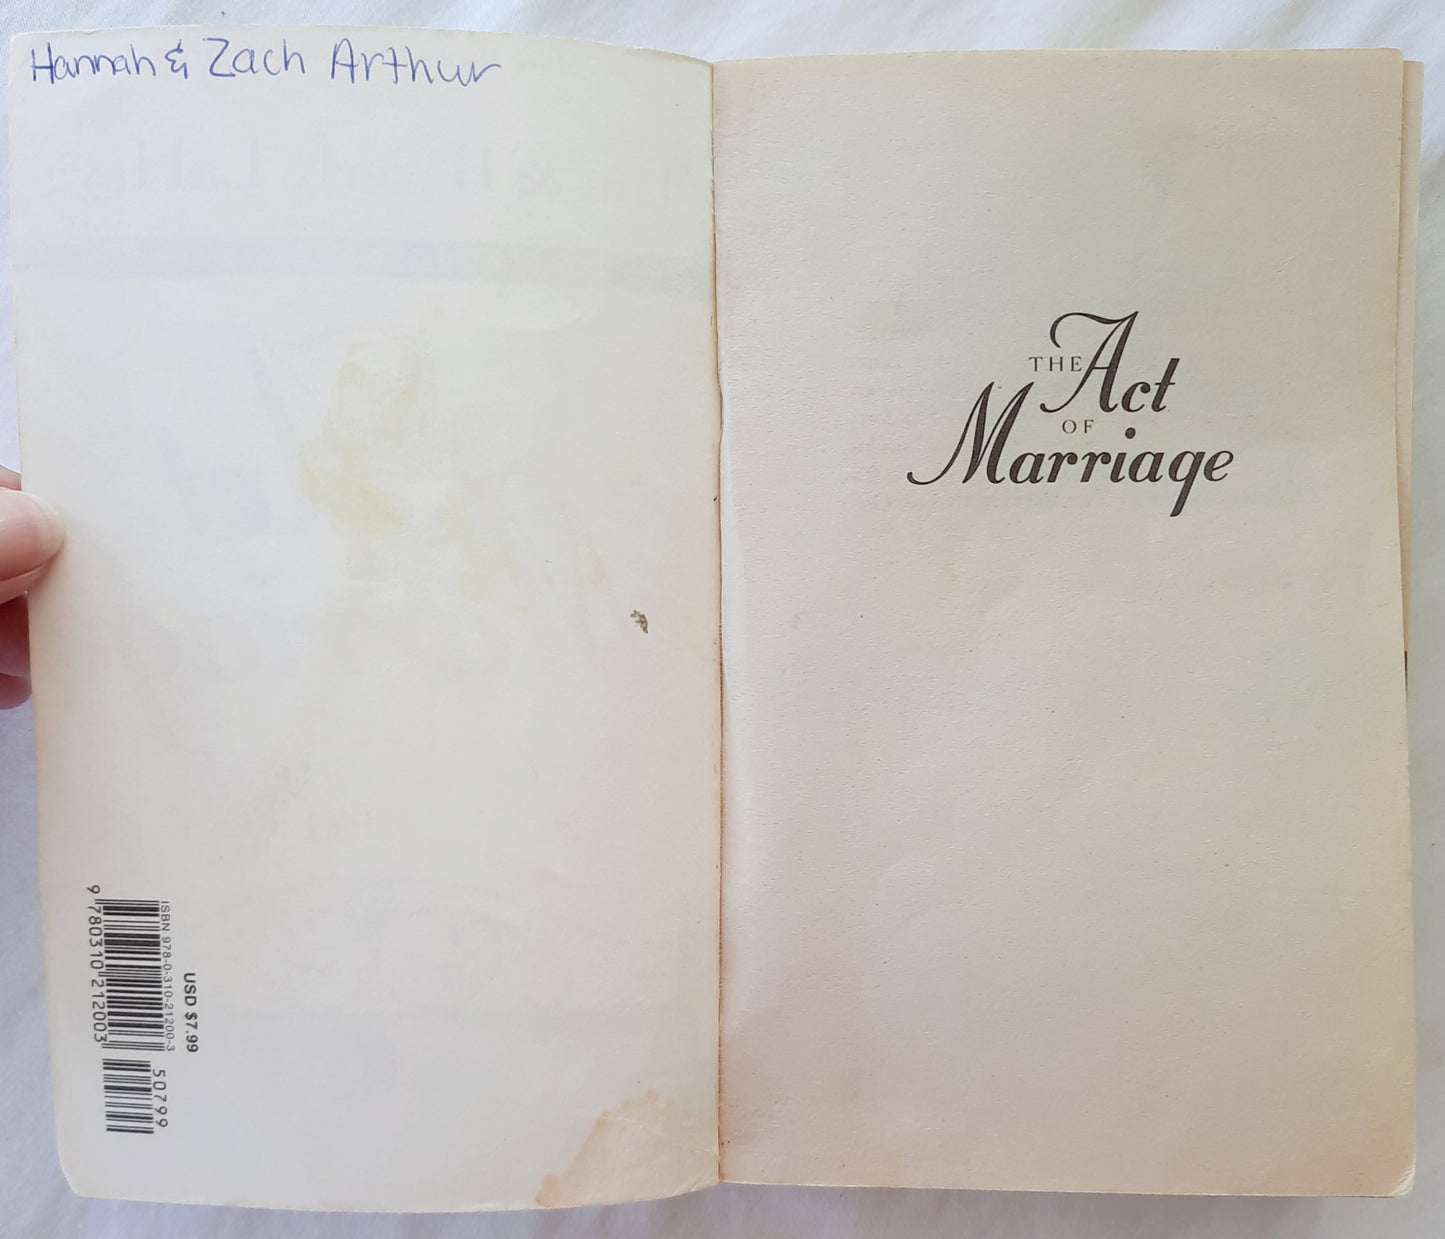 Hannah & Zach Arthur
ISBN 978-0-310-21200-3
9 780310 212003
50799
USD $7.99
THE Act
OF
Marriage